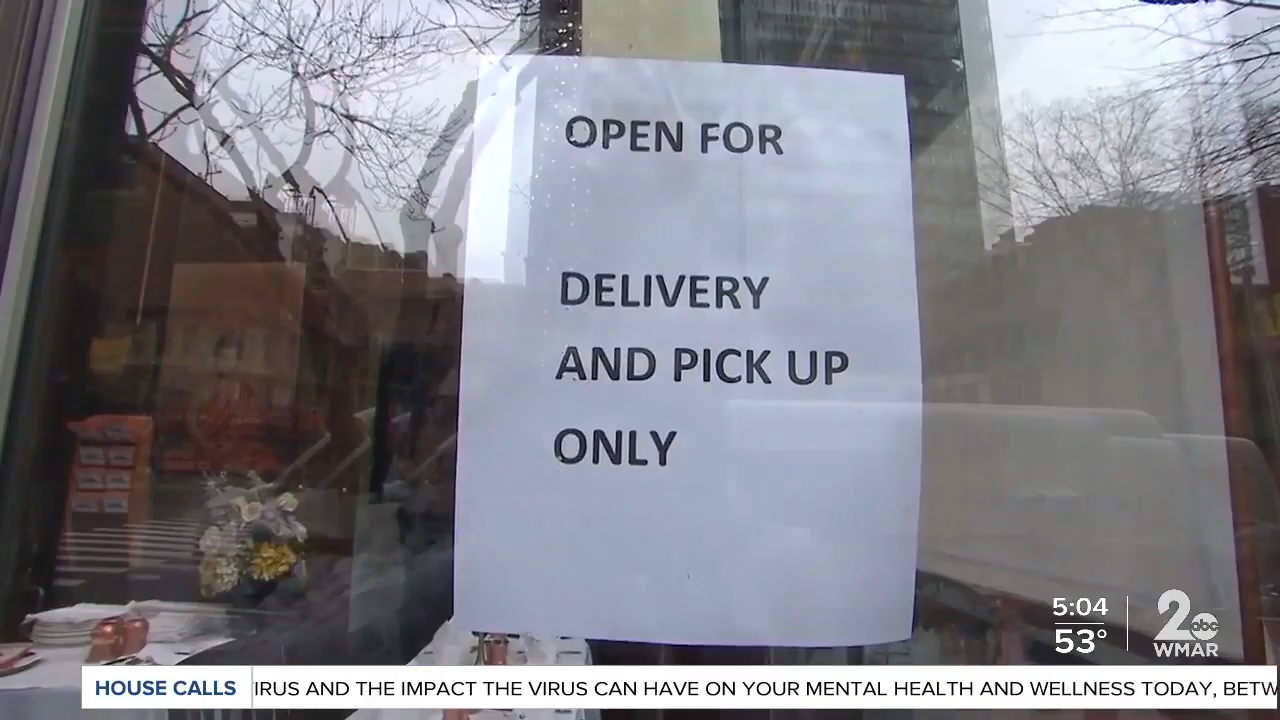 OPEN FOR
DELIVERY
AND PICK UP
ONLY
5:04
53°
2 abc
WMAR
HOUSE CALLS
IRUS AND THE IMPACT THE VIRUS CAN HAVE ON YOUR MENTAL HEALTH AND WELLNESS TODAY, BETW